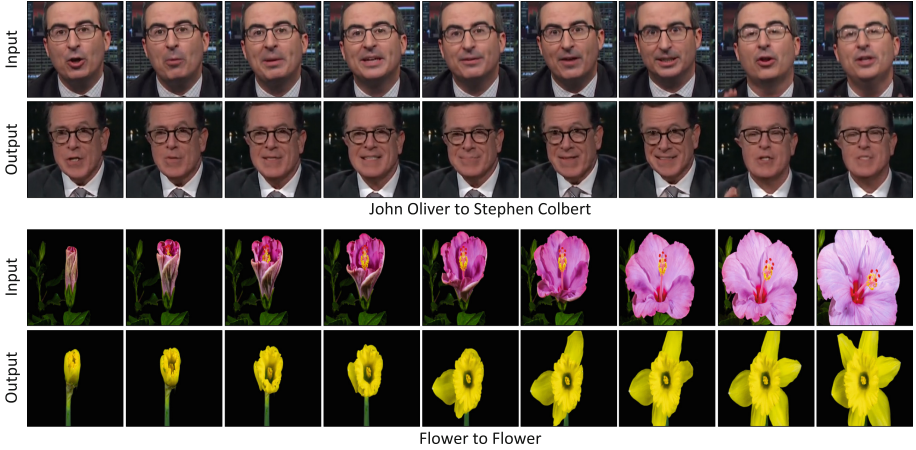 Input
Output
John Oliver to Stephen Colbert
Input
Output
Flower to Flower